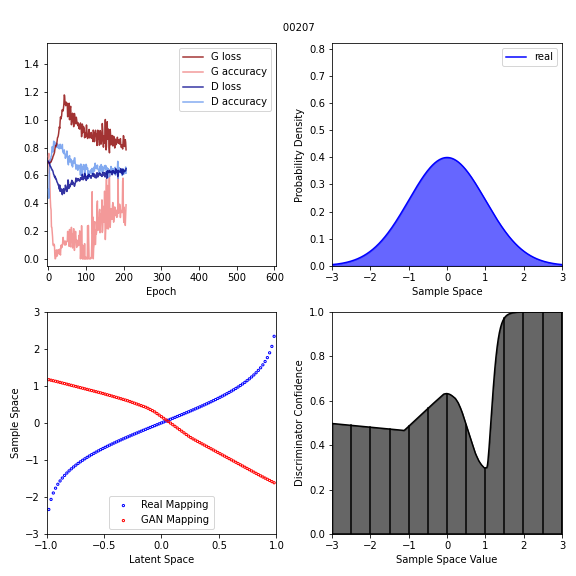 00207
G loss
G accuracy
D loss
D accuracy
1.4
1.2
1.0
0.8
0.6
0.4
0.2
0.0
0 100 200 300 400 500 600
Epoch
real
Probability Density
0.8
0.7
0.6
0.5
0.4
0.3
0.2
0.1
0.0
−3 −2 −1 0 1 2 3
Sample Space
Sample Space
3
2
1
0
−1
−2
−3
Real Mapping
GAN Mapping
−1.0 −0.5 0.0 0.5 1.0
Latent Space
Discriminator Confidence
1.0
0.8
0.6
0.4
0.2
0.0
−3 −2 −1 0 1 2 3
Sample Space Value